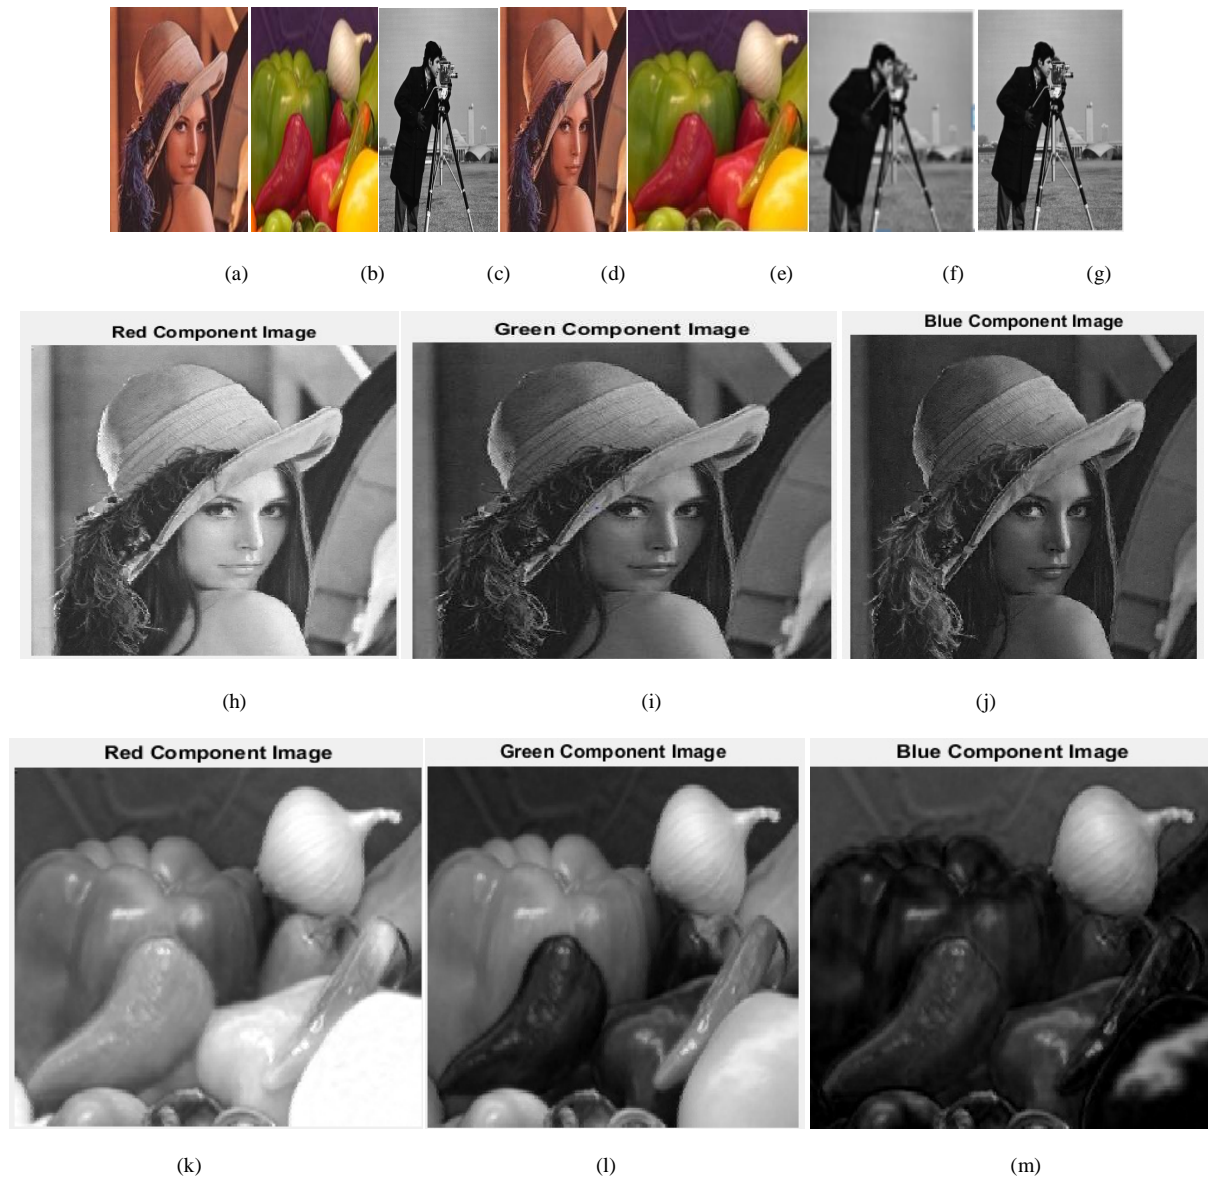 (a) (b) (c) (d) (e) (f) (g)
Red Component Image Green Component Image Blue Component Image
(h) (i) (j)
Red Component Image Green Component Image Blue Component Image
(k) (l) (m)